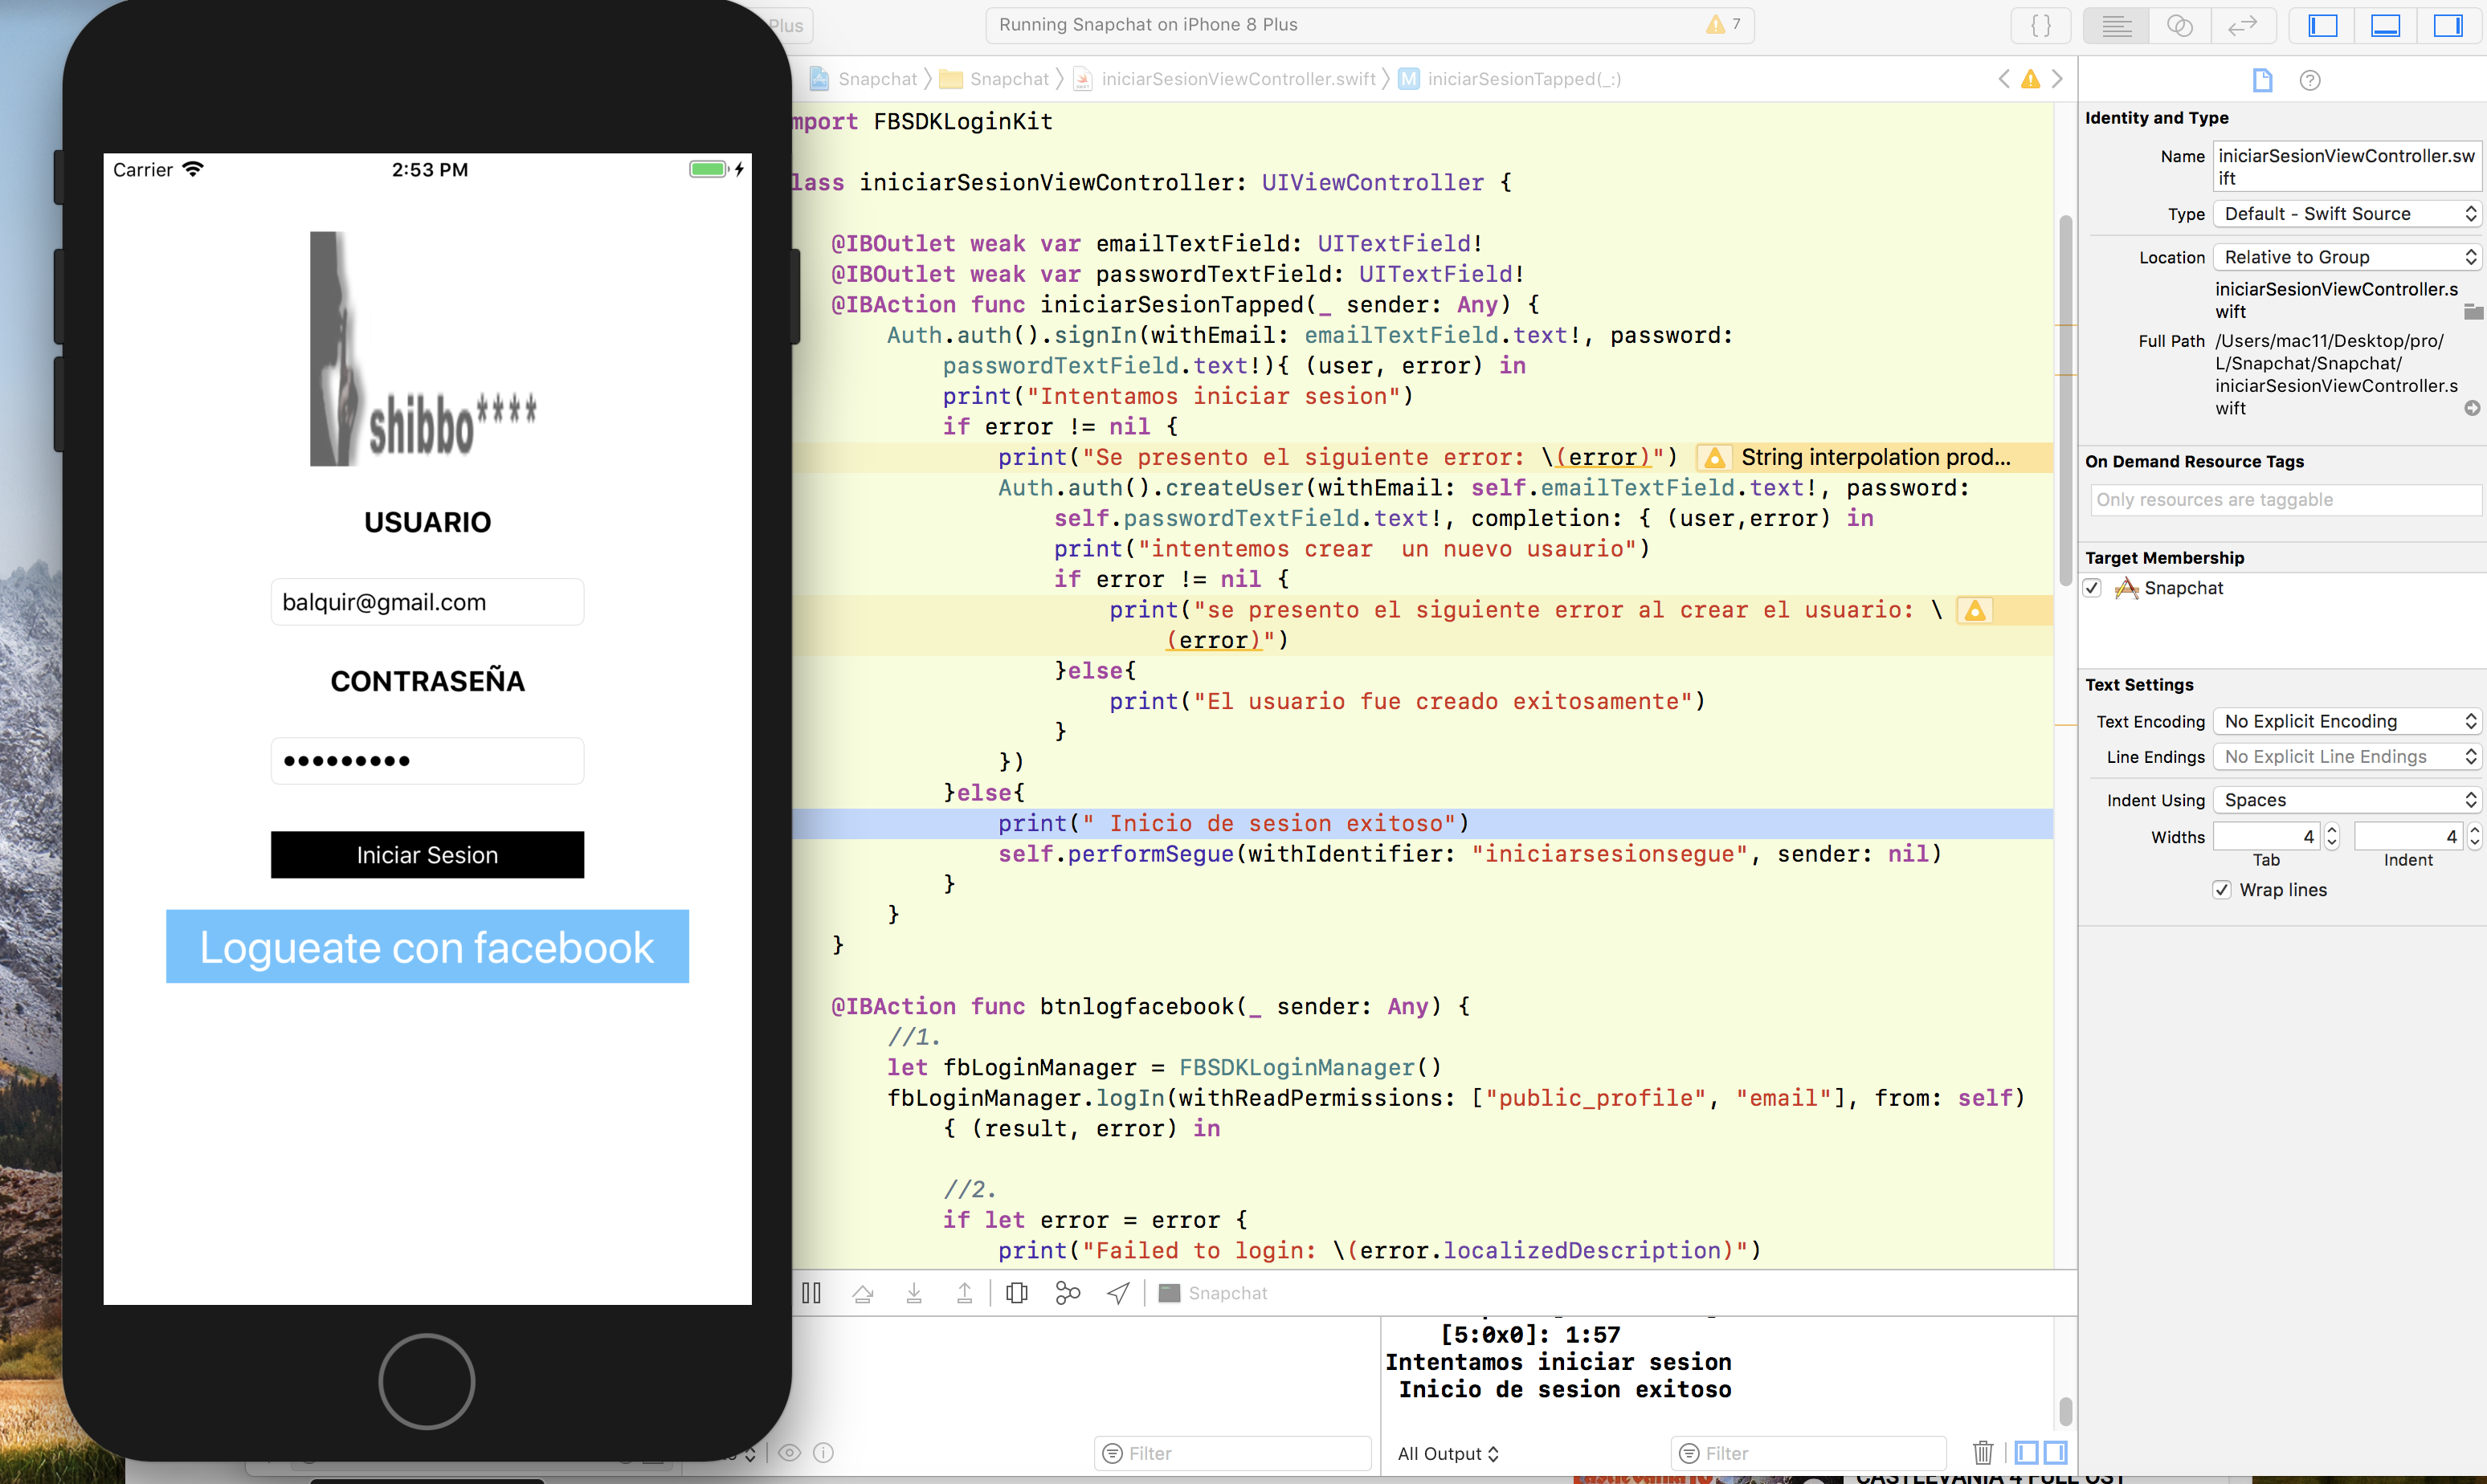 Plus
Running Snapchat on iPhone 8 Plus
7
Snapchat
Snapchat
iniciarSesionViewController.swift
M
iniciarSesionTapped(_:)
mport FBSDKLoginKit
lass iniciarSesionViewController: UIViewController {
@IBOutlet weak var emailTextField: UITextField!
@IBOutlet weak var passwordTextField: UITextField!
@IBAction func iniciarSesionTapped(_ sender: Any) {
Auth.auth().signIn(withEmail: emailTextField.text!, password:
passwordTextField.text!){ (user, error) in
print("Intentamos iniciar sesion")
if error != nil {
print("Se presento el siguiente error: \(error)")
String interpolation prod...
Auth.auth().createUser(withEmail: self.emailTextField.text!, password:
self.passwordTextField.text!, completion: { (user,error) in
print("intentemos crear  un nuevo usaurio")
if error != nil {
print("se presento el siguiente error al crear el usuario: \
(error)")
}else{
print("El usuario fue creado exitosamente")
}
})
}else{
print(" Inicio de sesion exitoso")
self.performSegue(withIdentifier: "iniciarsesionsegue", sender: nil)
}
}
}
@IBAction func btnlogfacebook(_ sender: Any) {
//1.
let fbLoginManager = FBSDKLoginManager()
fbLoginManager.logIn(withReadPermissions: ["public_profile", "email"], from: self)
{ (result, error) in
//2.
if let error = error {
print("Failed to login: \(error.localizedDescription)")
Snapchat
[5:0x0]: 1:57
Intentamos iniciar sesion
Inicio de sesion exitoso
Filter
All Output
Filter
Carrier
2:53 PM
shibbo****
USUARIO
balquir@gmail.com
CONTRASEÑA
•••••••••
Iniciar Sesion
Logueate con facebook
Identity and Type
Name
iniciarSesionViewController.sw
ift
Type
Default - Swift Source
Location
Relative to Group
iniciarSesionViewController.s
wift
Full Path
/Users/mac11/Desktop/pro/
L/Snapchat/Snapchat/
iniciarSesionViewController.s
wift
On Demand Resource Tags
Only resources are taggable
Target Membership
Snapchat
Text Settings
Text Encoding
No Explicit Encoding
Line Endings
No Explicit Line Endings
Indent Using
Spaces
Widths
4
4
Tab
Indent
Wrap lines
CASTLEVANIA 4 FULL OST